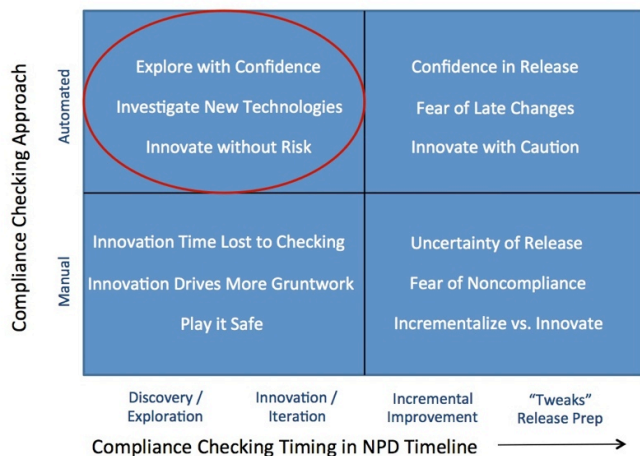 Compliance Checking Approach
Automated
Explore with Confidence
Investigate New Technologies
Innovate without Risk
Confidence in Release
Fear of Late Changes
Innovate with Caution
Manual
Innovation Time Lost to Checking
Innovation Drives More Gruntwork
Play it Safe
Uncertainty of Release
Fear of Noncompliance
Incrementalize vs. Innovate
Discovery /
Exploration
Innovation /
Iteration
Incremental
Improvement
“Tweaks”
Release Prep
Compliance Checking Timing in NPD Timeline